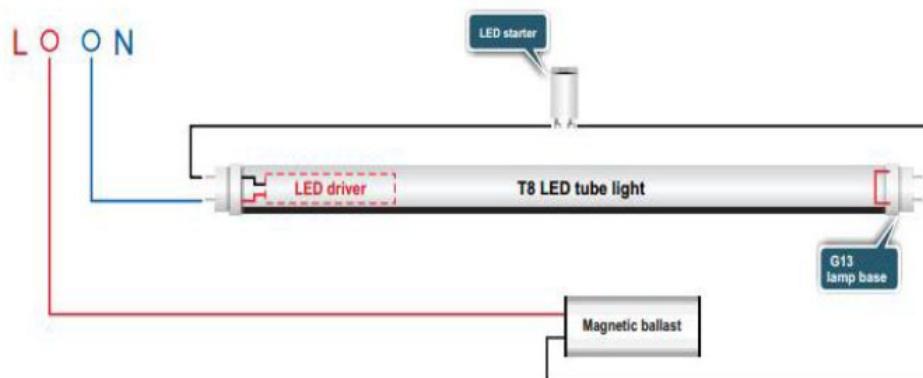 LED starter
L O O N
LED driver
T8 LED tube light
G13
lamp base
Magnetic ballast